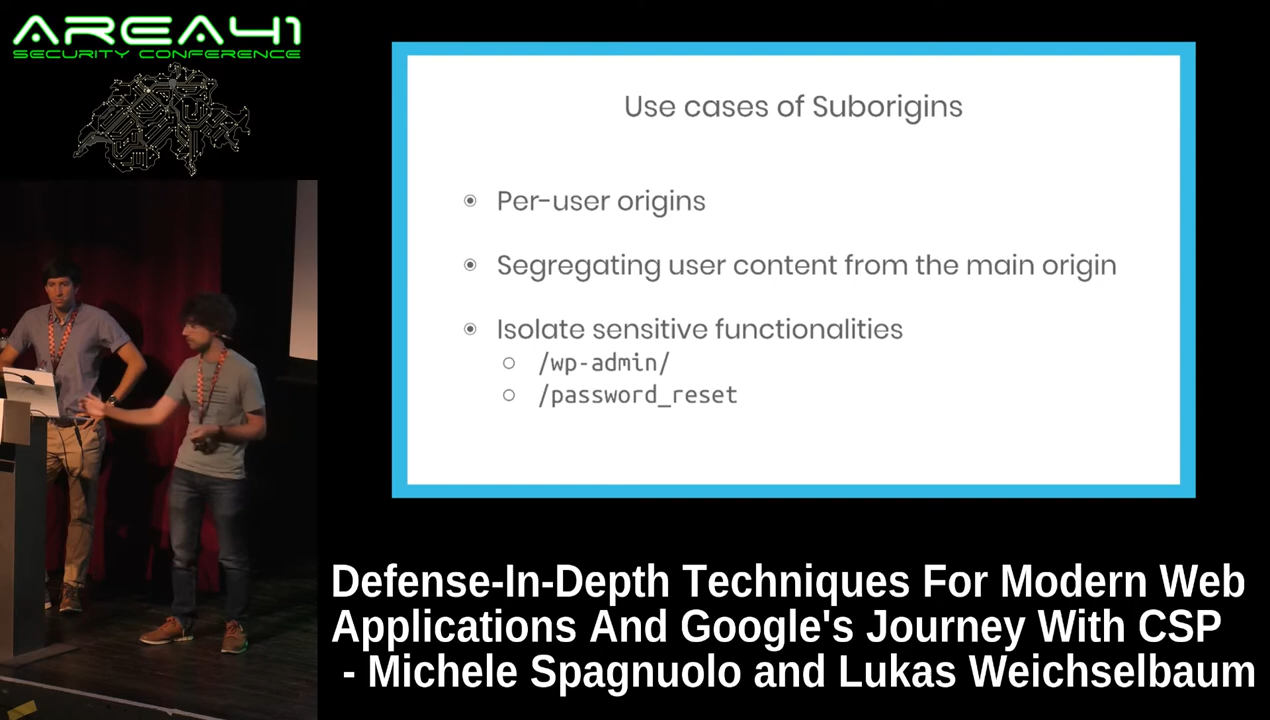 AREA41
SECURITY CONFERENCE
Use cases of Suborigins
Per-user origins
Segregating user content from the main origin
Isolate sensitive functionalities
/wp-admin/
/password_reset
Defense-In-Depth Techniques For Modern Web
Applications And Google's Journey With CSP
- Michele Spagnuolo and Lukas Weichselbaum